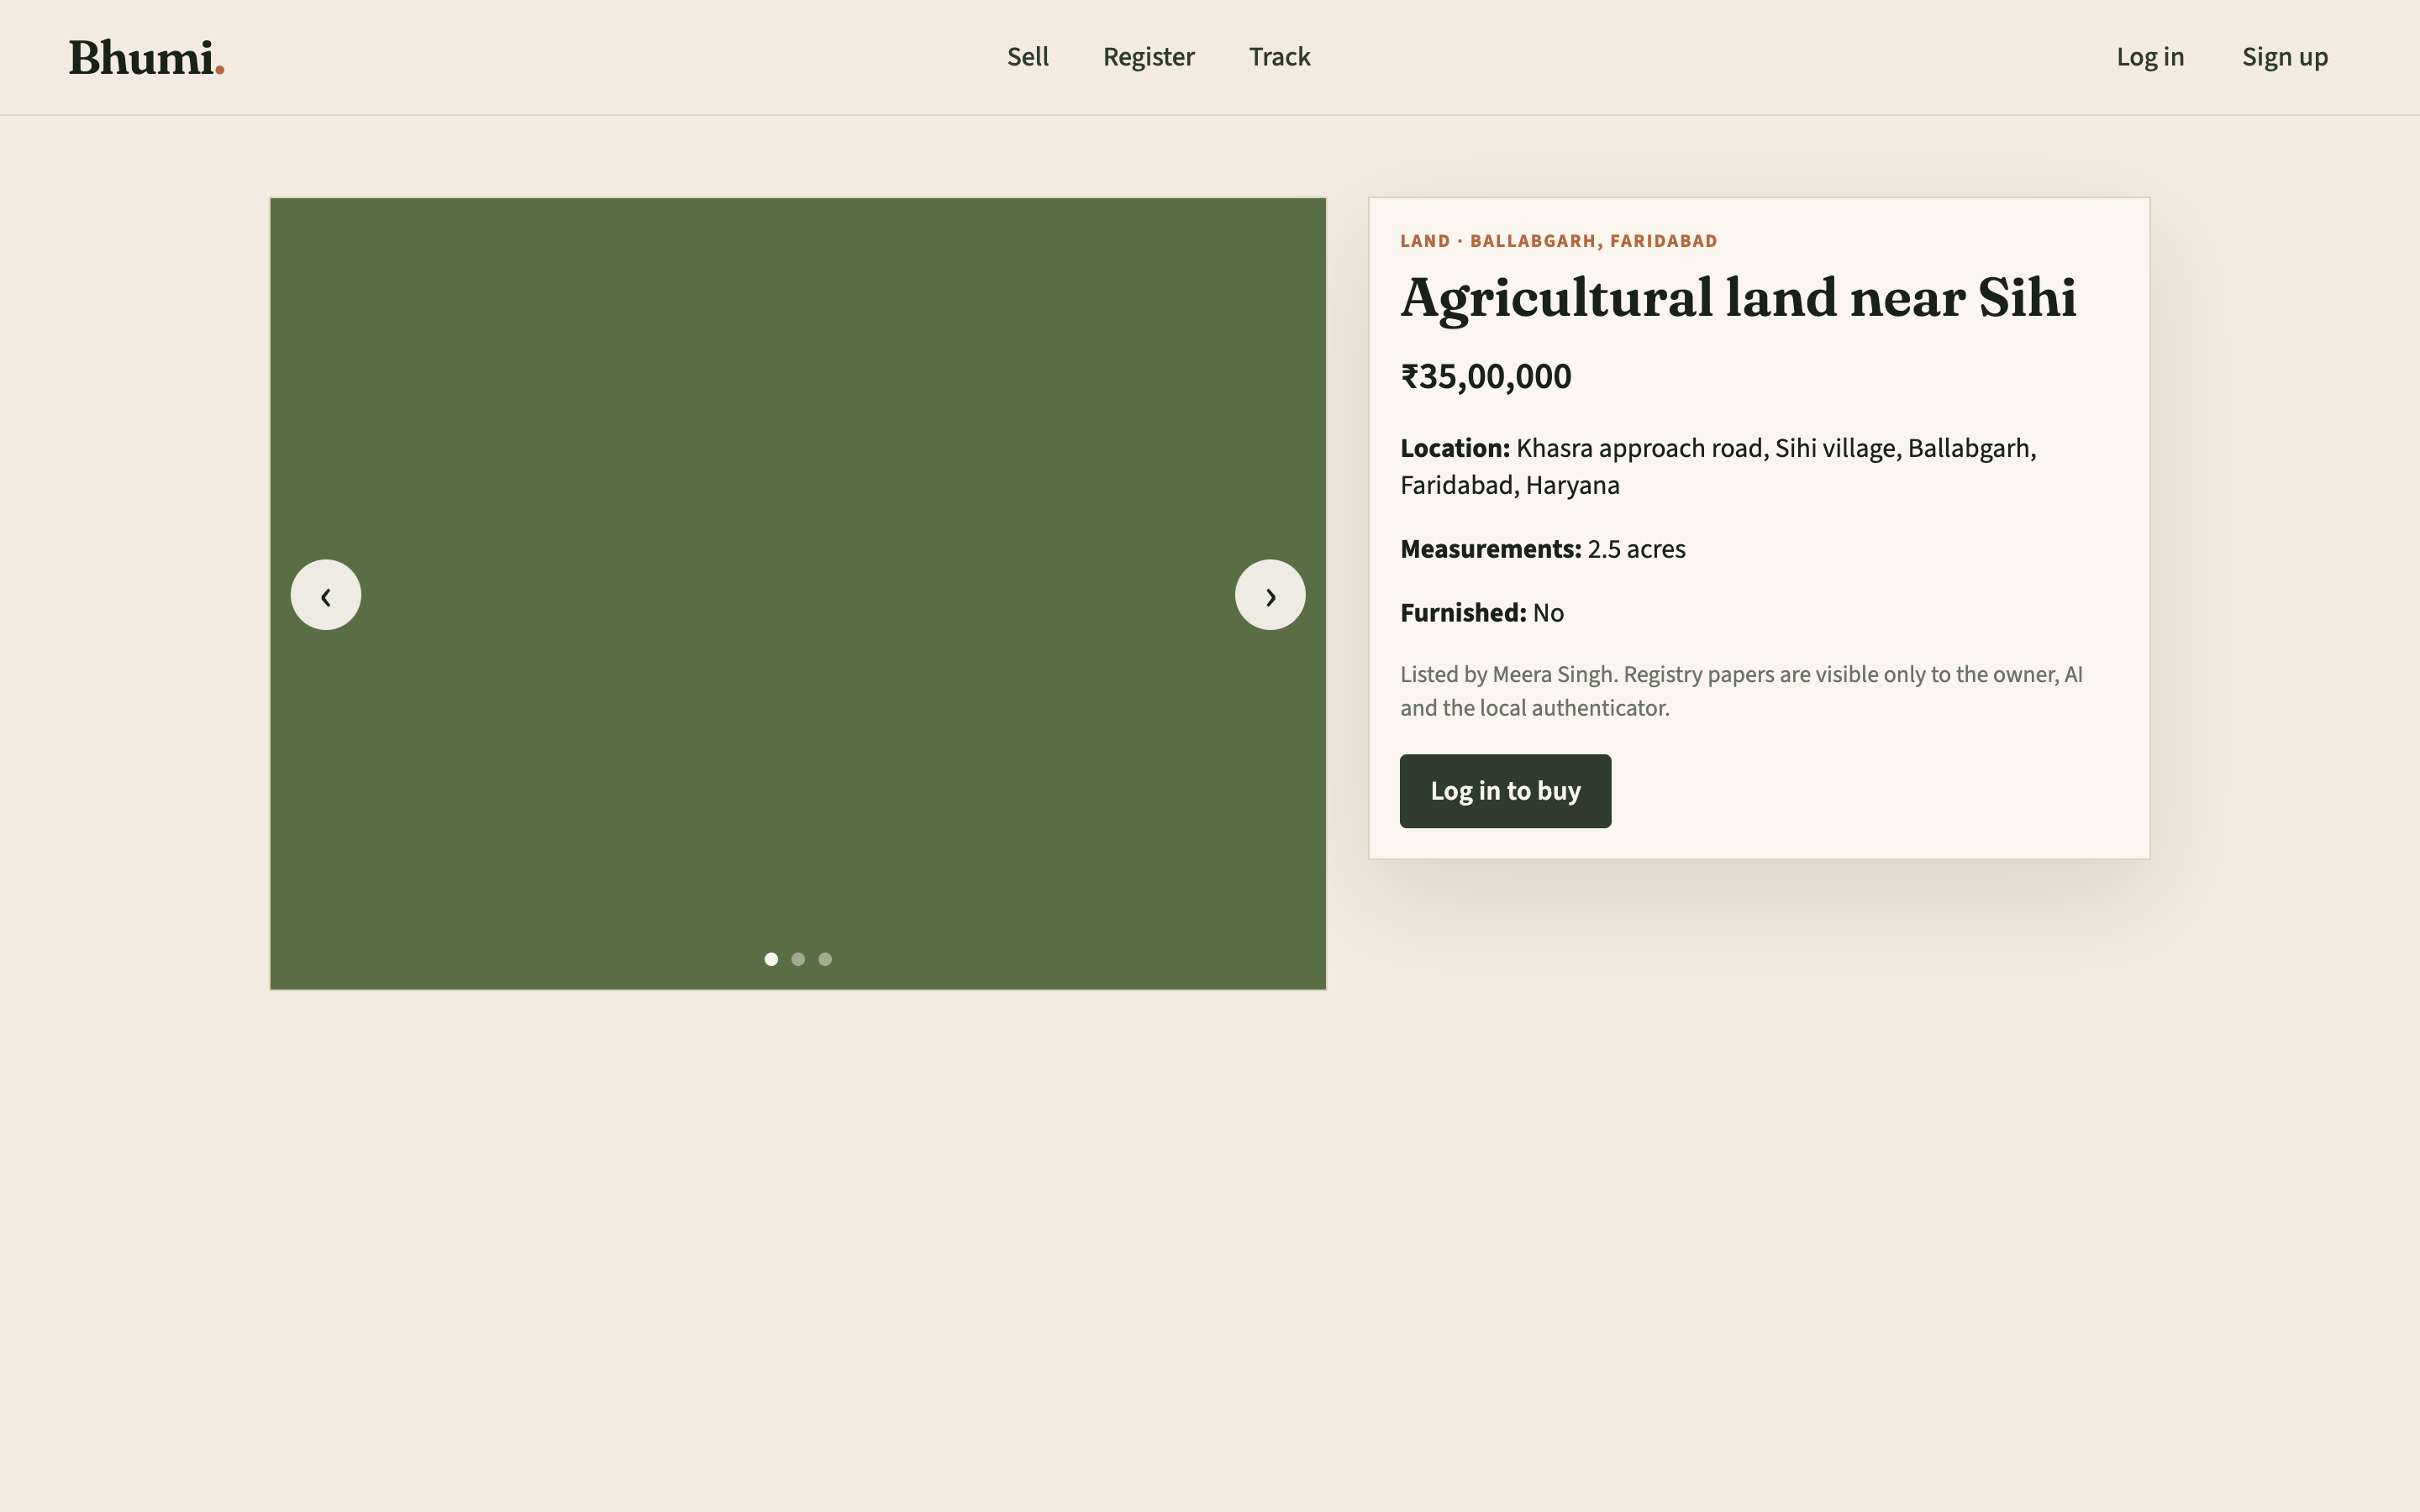 Bhumi.
Sell
Register
Track
Log in
Sign up
‹
›
LAND · BALLABGARH, FARIDABAD
Agricultural land near Sihi
₹35,00,000
Location: Khasra approach road, Sihi village, Ballabgarh,
Faridabad, Haryana
Measurements: 2.5 acres
Furnished: No
Listed by Meera Singh. Registry papers are visible only to the owner, AI
and the local authenticator.
Log in to buy